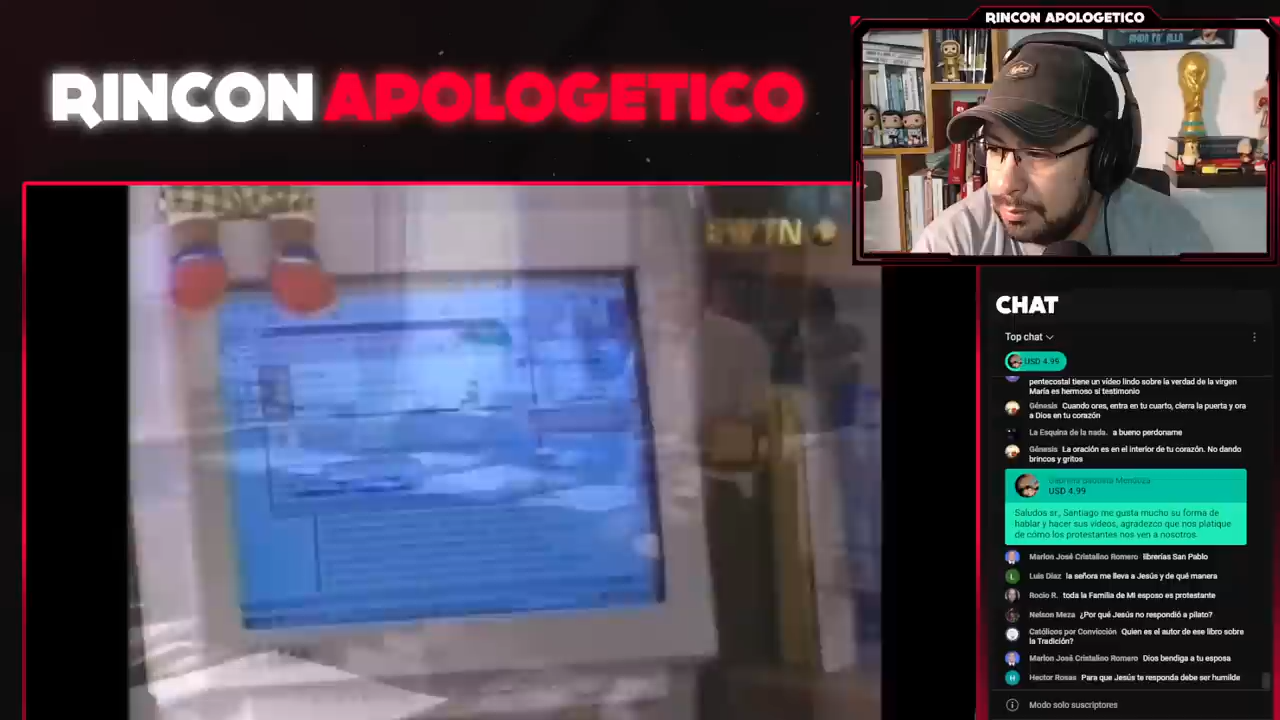 RINCON APOLOGETICO
RINCON APOLOGETICO
EWTN
CHAT
Top chat
USD 4.99
pentecostal tiene un vídeo lindo sobre la verdad de la virgen
María es hermoso si testimonio
Génesis Cuando ores, entra en tu cuarto, cierra la puerta y ora
a Dios en tu corazón
La Esquina de la nada. a bueno perdoname
Génesis La oración es en el interior de tu corazón. No dando
brincos y gritos
USD 4.99
Saludos sr., Santiago me gusta mucho su forma de
hablar y hacer sus vídeos, agradezco que nos platique
de cómo los protestantes nos ven a nosotros
Marlon José Cristalino Romero librerías San Pablo
Luis Diaz la señora me lleva a Jesús y de qué manera
Rocio R. toda la Familia de MI esposo es protestante
Nelson Meza ¿Por qué Jesús no respondió a pilato?
Católicos por Convicción Quien es el autor de ese libro sobre
la Tradición?
Marlon José Cristalino Romero Dios bendiga a tu esposa
Hector Rosas Para que Jesús te responda debe ser humilde
Modo solo suscriptores